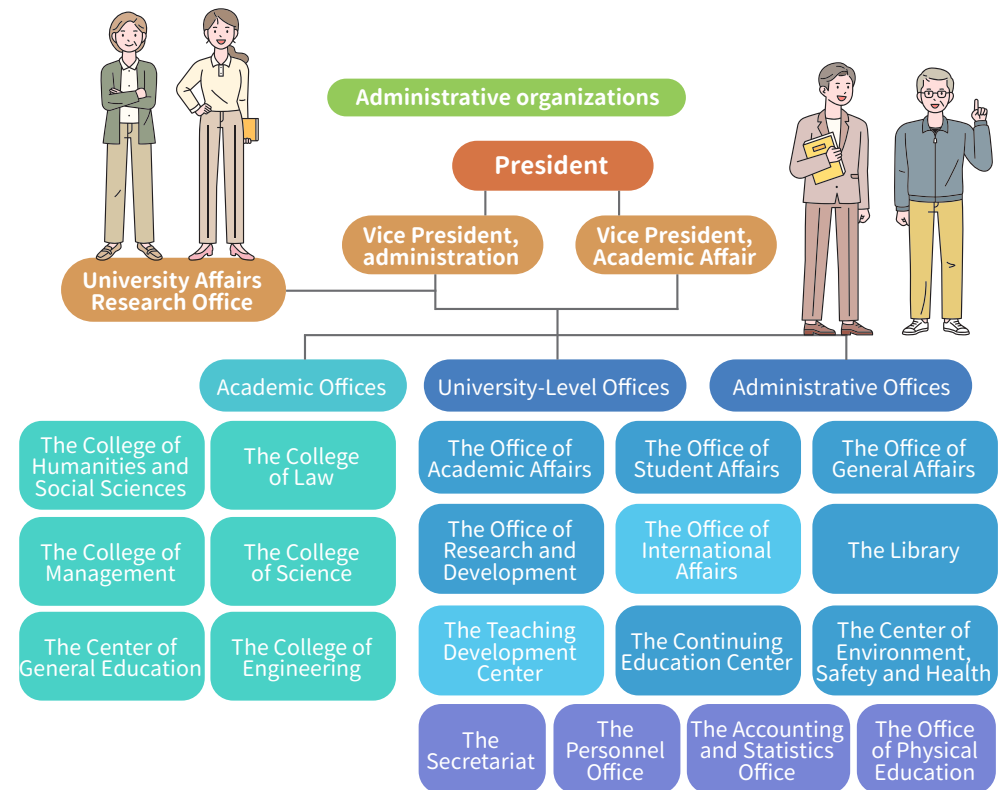 Administrative organizations
President
Vice President,
administration
Vice President,
Academic Affair
University Affairs
Research Office
Academic Offices
University-Level Offices
Administrative Offices
The College of
Humanities and
Social Sciences
The College
of Law
The Office of
Academic Affairs
The Office of
Student Affairs
The Office of
General Affairs
The College of
Management
The College
of Science
The Office of
Research and
Development
The Office of
International
Affairs
The Library
The Center of
General Education
The College of
Engineering
The Teaching
Development
Center
The Continuing
Education Center
The Center of
Environment,
Safety and Health
The
Secretariat
The
Personnel
Office
The Accounting
and Statistics
Office
The Office
of Physical
Education